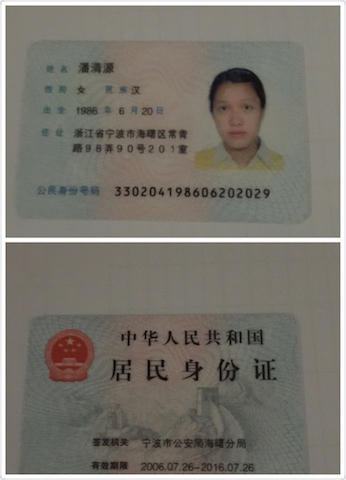 姓名 潘清源
性别 女 民族 汉
出生 1986 年 6 月 20 日
住址 浙江省宁波市海曙区常青
路98弄90号201室
公民身份号码 330204198606202029
中华人民共和国
居民身份证
签发机关 宁波市公安局海曙分局
有效期限 2006.07.26-2016.07.26